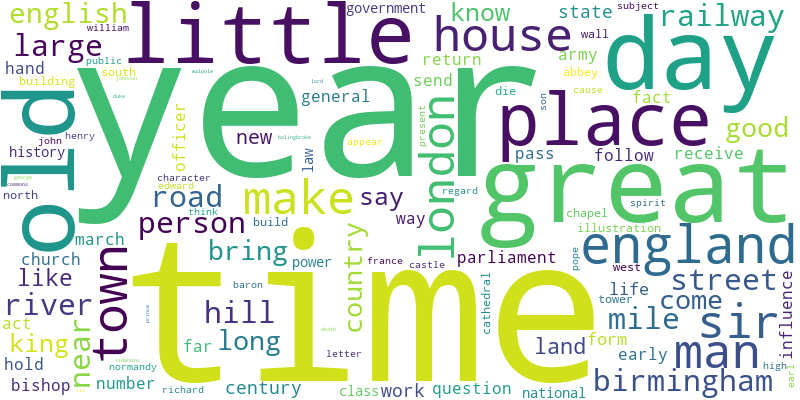 english
william
large
hand
public
building
south
old
year
little
government
house
know
return
send
general
state
subject
wall
railway
army
abbey
day
die
fact
cause
son
place
good
pass
follow
receive
great
john
henry
history
north
commons
george
officer
new
law
appear
walpole
johnson
duke
lord
bolingbroke
london
present
character
edward
think
road
make
say
way
egard
spirit
chapel
illustration
march
church
person
build
country
england
town
bring
power
france
castle
parliament
pope
west
like
river
near
time
baron
hill
cathedral
life
tower
street
come
influence
act
king
far
long
prince
death
letter
land
form
mile
sir
man
early
high
earl
hold
bishop
number
sidenote
normandy
richard
century
class
work
question
national
birmingham